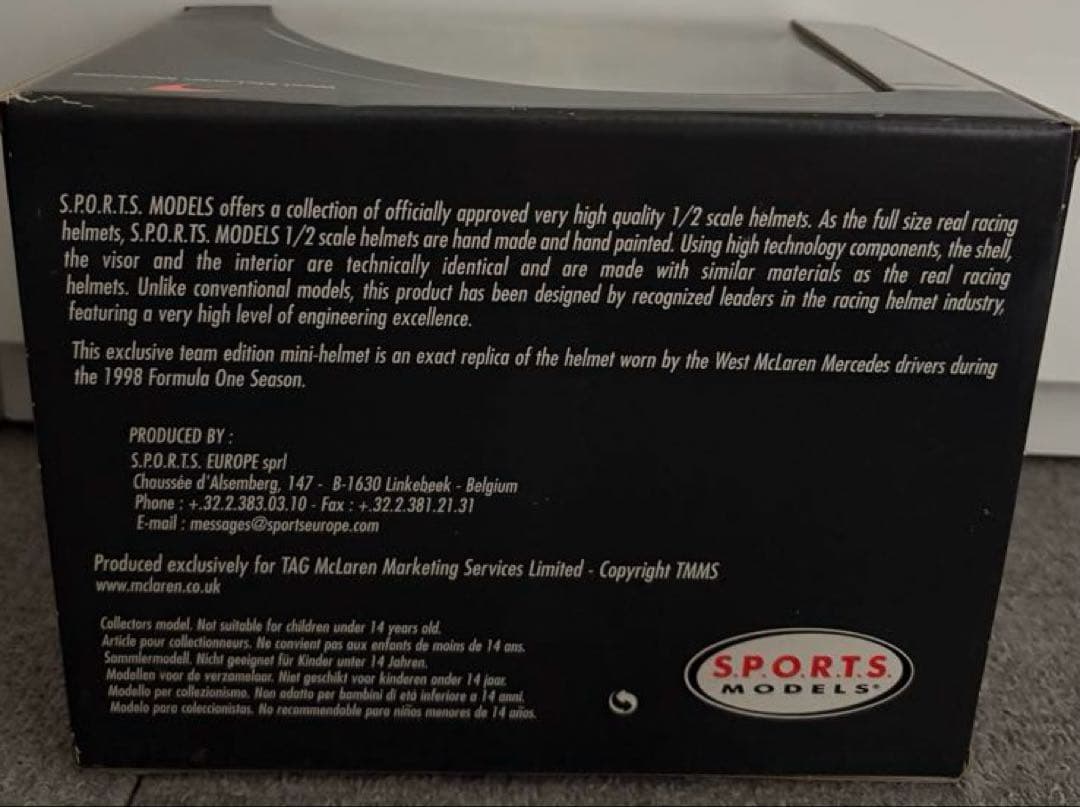 S.P.O.R.T.S. MODELS offers a collection of officially approved very high quality 1/2 scale helmets. As the full size real racing
helmets, S.P.O.R.TS. MODELS 1/2 scale helmets are hand made and hand painted. Using high technology components, the shell,
the visor and the interior are technically identical and are made with similar materials as the real racing
helmets. Unlike conventional models, this product has been designed by recognized leaders in the racing helmet industry,
featuring a very high level of engineering excellence.
This exclusive team edition mini-helmet is an exact replica of the helmet worn by the West McLaren Mercedes drivers during
the 1998 Formula One Season.
PRODUCED BY :
S.P.O.R.T.S. EUROPE sprl
Chaussée d'Alsemberg, 147 - B-1630 Linkebeek - Belgium
Phone : +.32.2.383.03.10 - Fax : +.32.2.381.21.31
E-mail : messages@sportseurope.com
Produced exclusively for TAG McLaren Marketing Services Limited - Copyright TMMS
www.mclaren.co.uk
Collectors model. Not suitable for children under 14 years old.
Article pour collectionneurs. Ne convient pas aux enfants de moins de 14 ans.
Sammlermodell. Nicht geeignet für Kinder unter 14 Jahren.
Modellen voor de verzamelaar. Niet geschikt voor kinderen onder 14 jaar.
Modello per collezionismo. Non adatto per bambini di età inferiore a 14 anni.
Modelo para coleccionistas. No recommendable para niños menores de 14 años.
S.P.O.R.T.S.
MODELS®